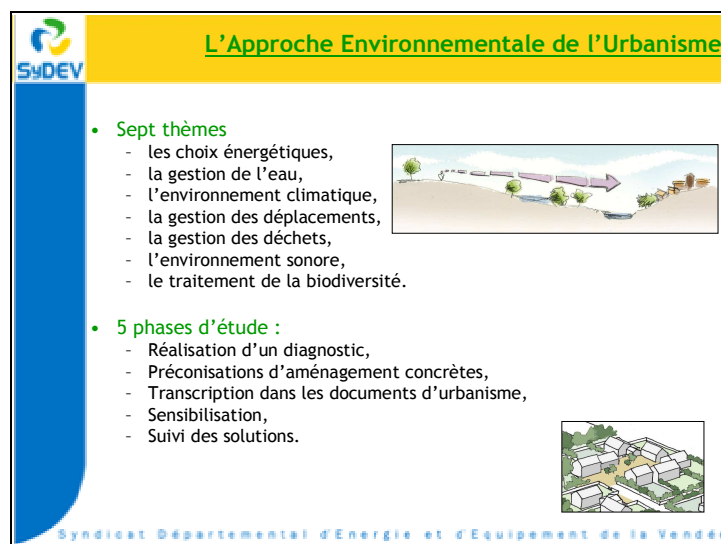 SyDEV
L'Approche Environnementale de l'Urbanisme
• Sept thèmes
- les choix énergétiques,
- la gestion de l'eau,
- l'environnement climatique,
- la gestion des déplacements,
- la gestion des déchets,
- l'environnement sonore,
- le traitement de la biodiversité.
• 5 phases d'étude :
- Réalisation d'un diagnostic,
- Préconisations d'aménagement concrètes,
- Transcription dans les documents d'urbanisme,
- Sensibilisation,
- Suivi des solutions.
Syndicat Départemental d'Energie et d'Equipement de la Vendée